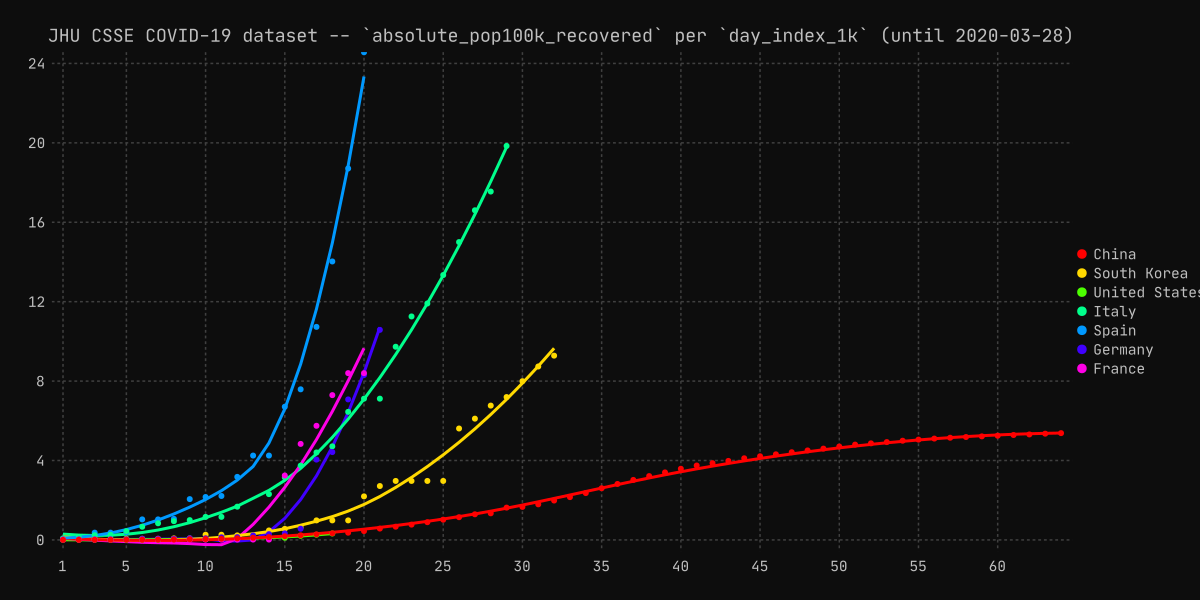 JHU CSSE COVID-19 dataset -- `absolute_pop100k_recovered` per `day_index_1k` (until 2020-03-28)
24
20
16
12
8
4
0
1 5 10 15 20 25 30 35 40 45 50 55 60
China
South Korea
United States
Italy
Spain
Germany
France